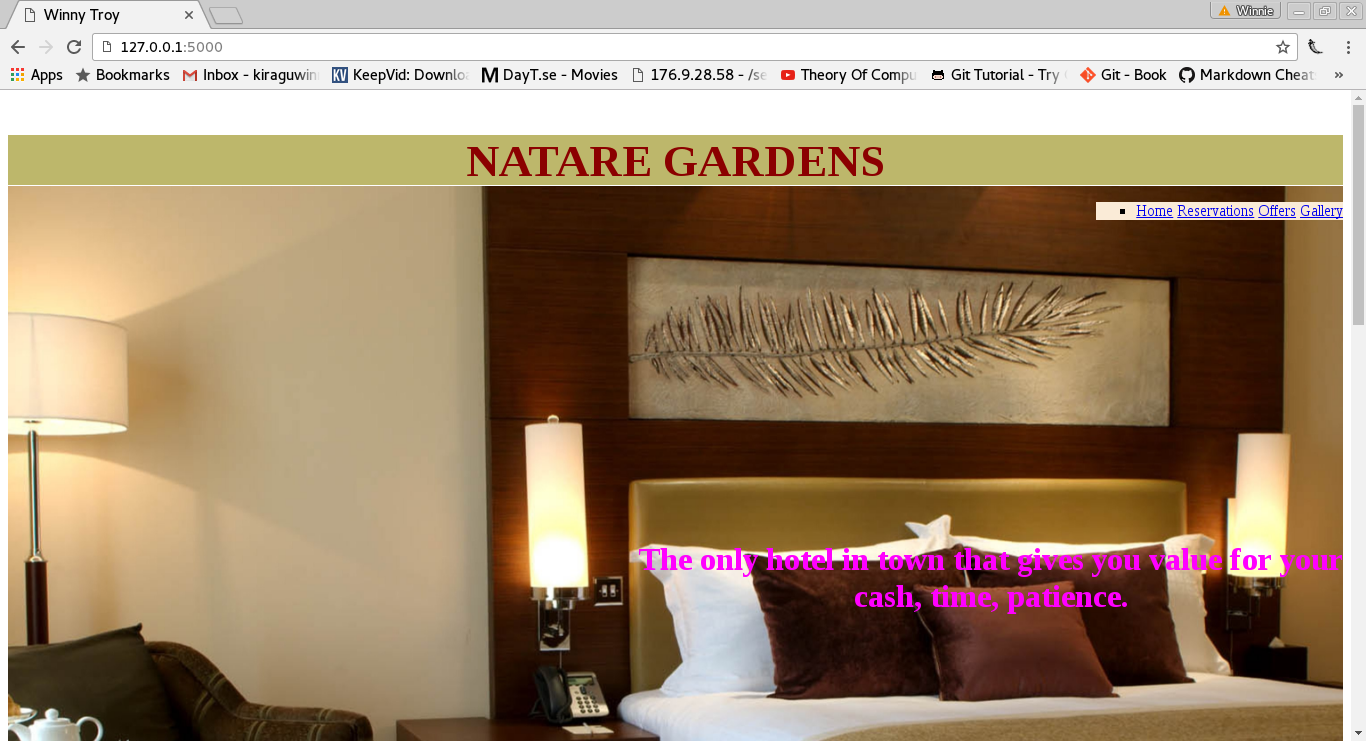 Winny Troy
Winnie
127.0.0.1:5000
Apps Bookmarks Inbox - kiraguwin KeepVid: Downlo DayT.se - Movies 176.9.28.58 - /se Theory Of Compu Git Tutorial - Try Git - Book Markdown Cheat »
NATARE GARDENS
Home Reservations Offers Gallery
The only hotel in town that gives you value for your
cash, time, patience.